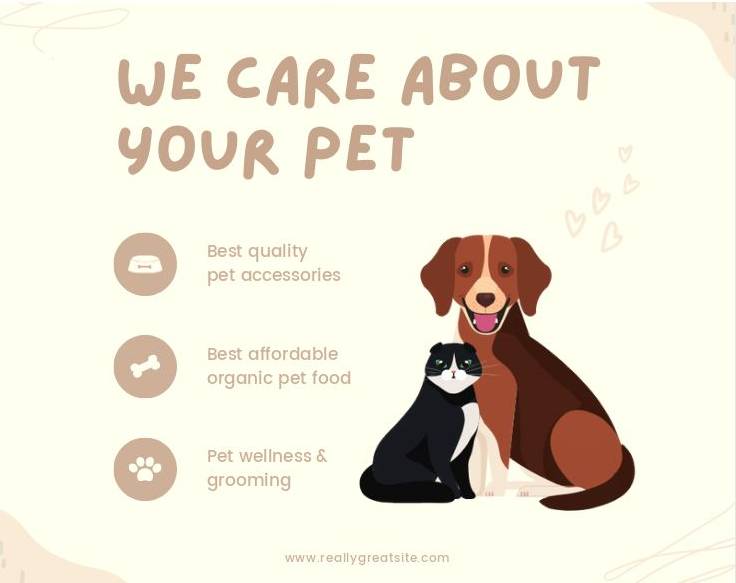 WE CARE ABOUT
YOUR PET
Best quality
pet accessories
Best affordable
organic pet food
Pet wellness &
grooming
www.reallygreatsite.com